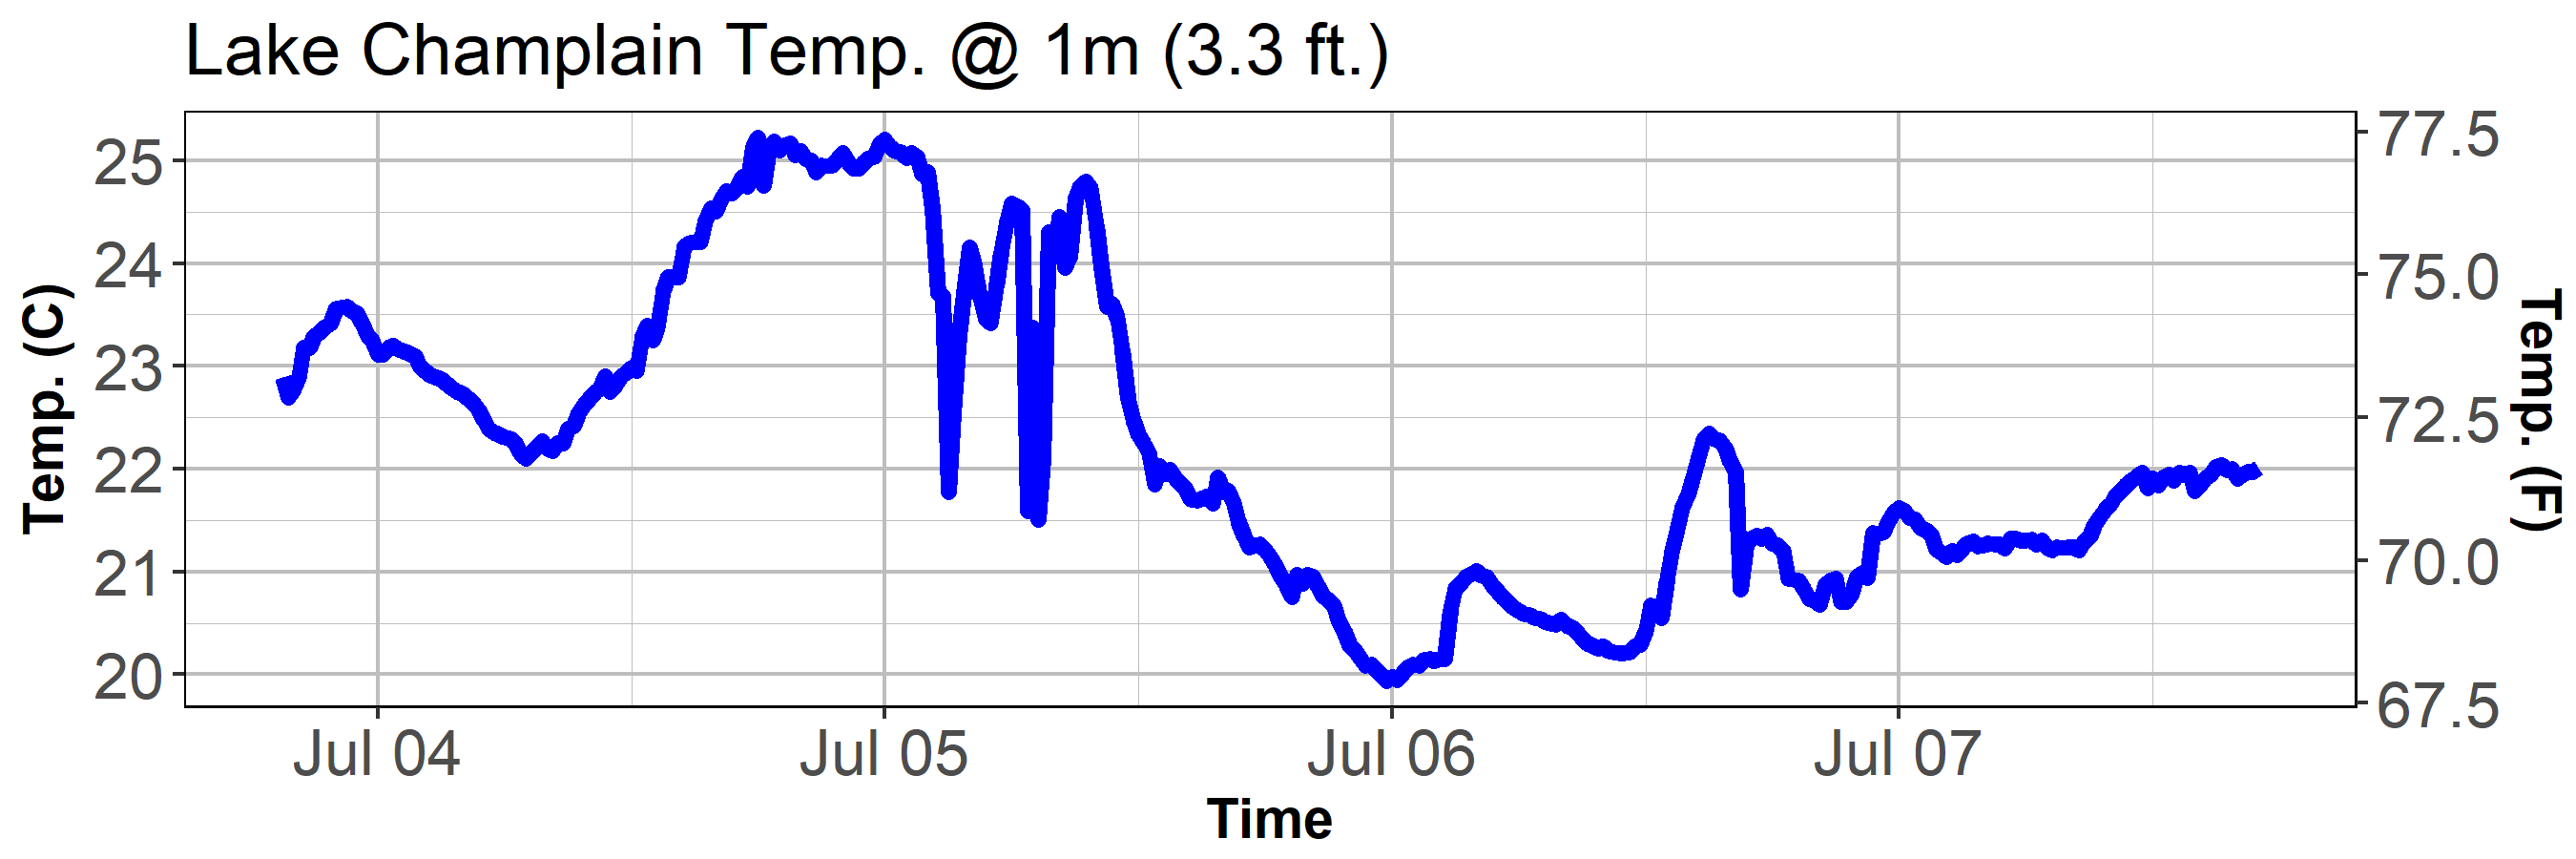 Lake Champlain Temp. @ 1m (3.3 ft.)
Temp. (C)
25
24
23
22
21
20
77.5
75.0
72.5
70.0
67.5
Temp. (F)
Jul 04 Jul 05 Jul 06 Jul 07
Time